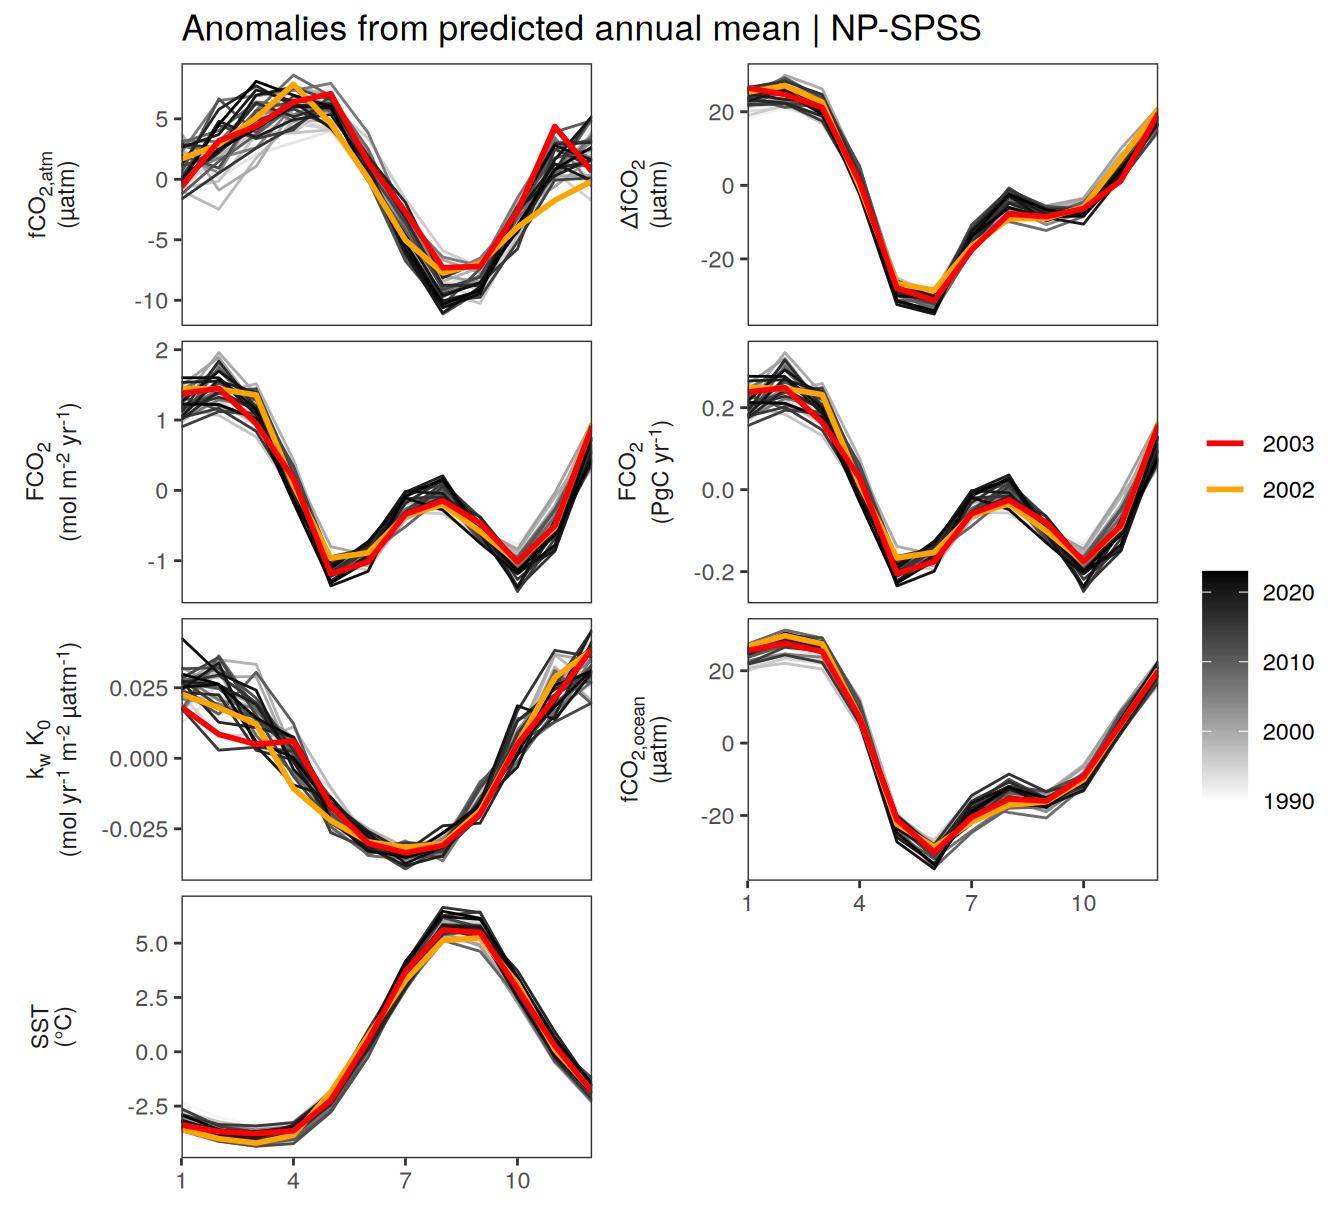 Anomalies from predicted annual mean | NP-SPSS
fCO2,atm
(µatm)
5
0
-5
-10
ΔfCO2
(µatm)
20
0
-20
FCO2
(mol m-2 yr-1)
2
1
0
-1
FCO2
(PgC yr-1)
0.2
0.0
-0.2
kw K0
(mol yr-1 m-2 µatm-1)
0.025
0.000
-0.025
fCO2,ocean
(µatm)
20
0
-20
1 4 7 10
SST
(°C)
5.0
2.5
0.0
-2.5
1 4 7 10
2003
2002
2020
2010
2000
1990